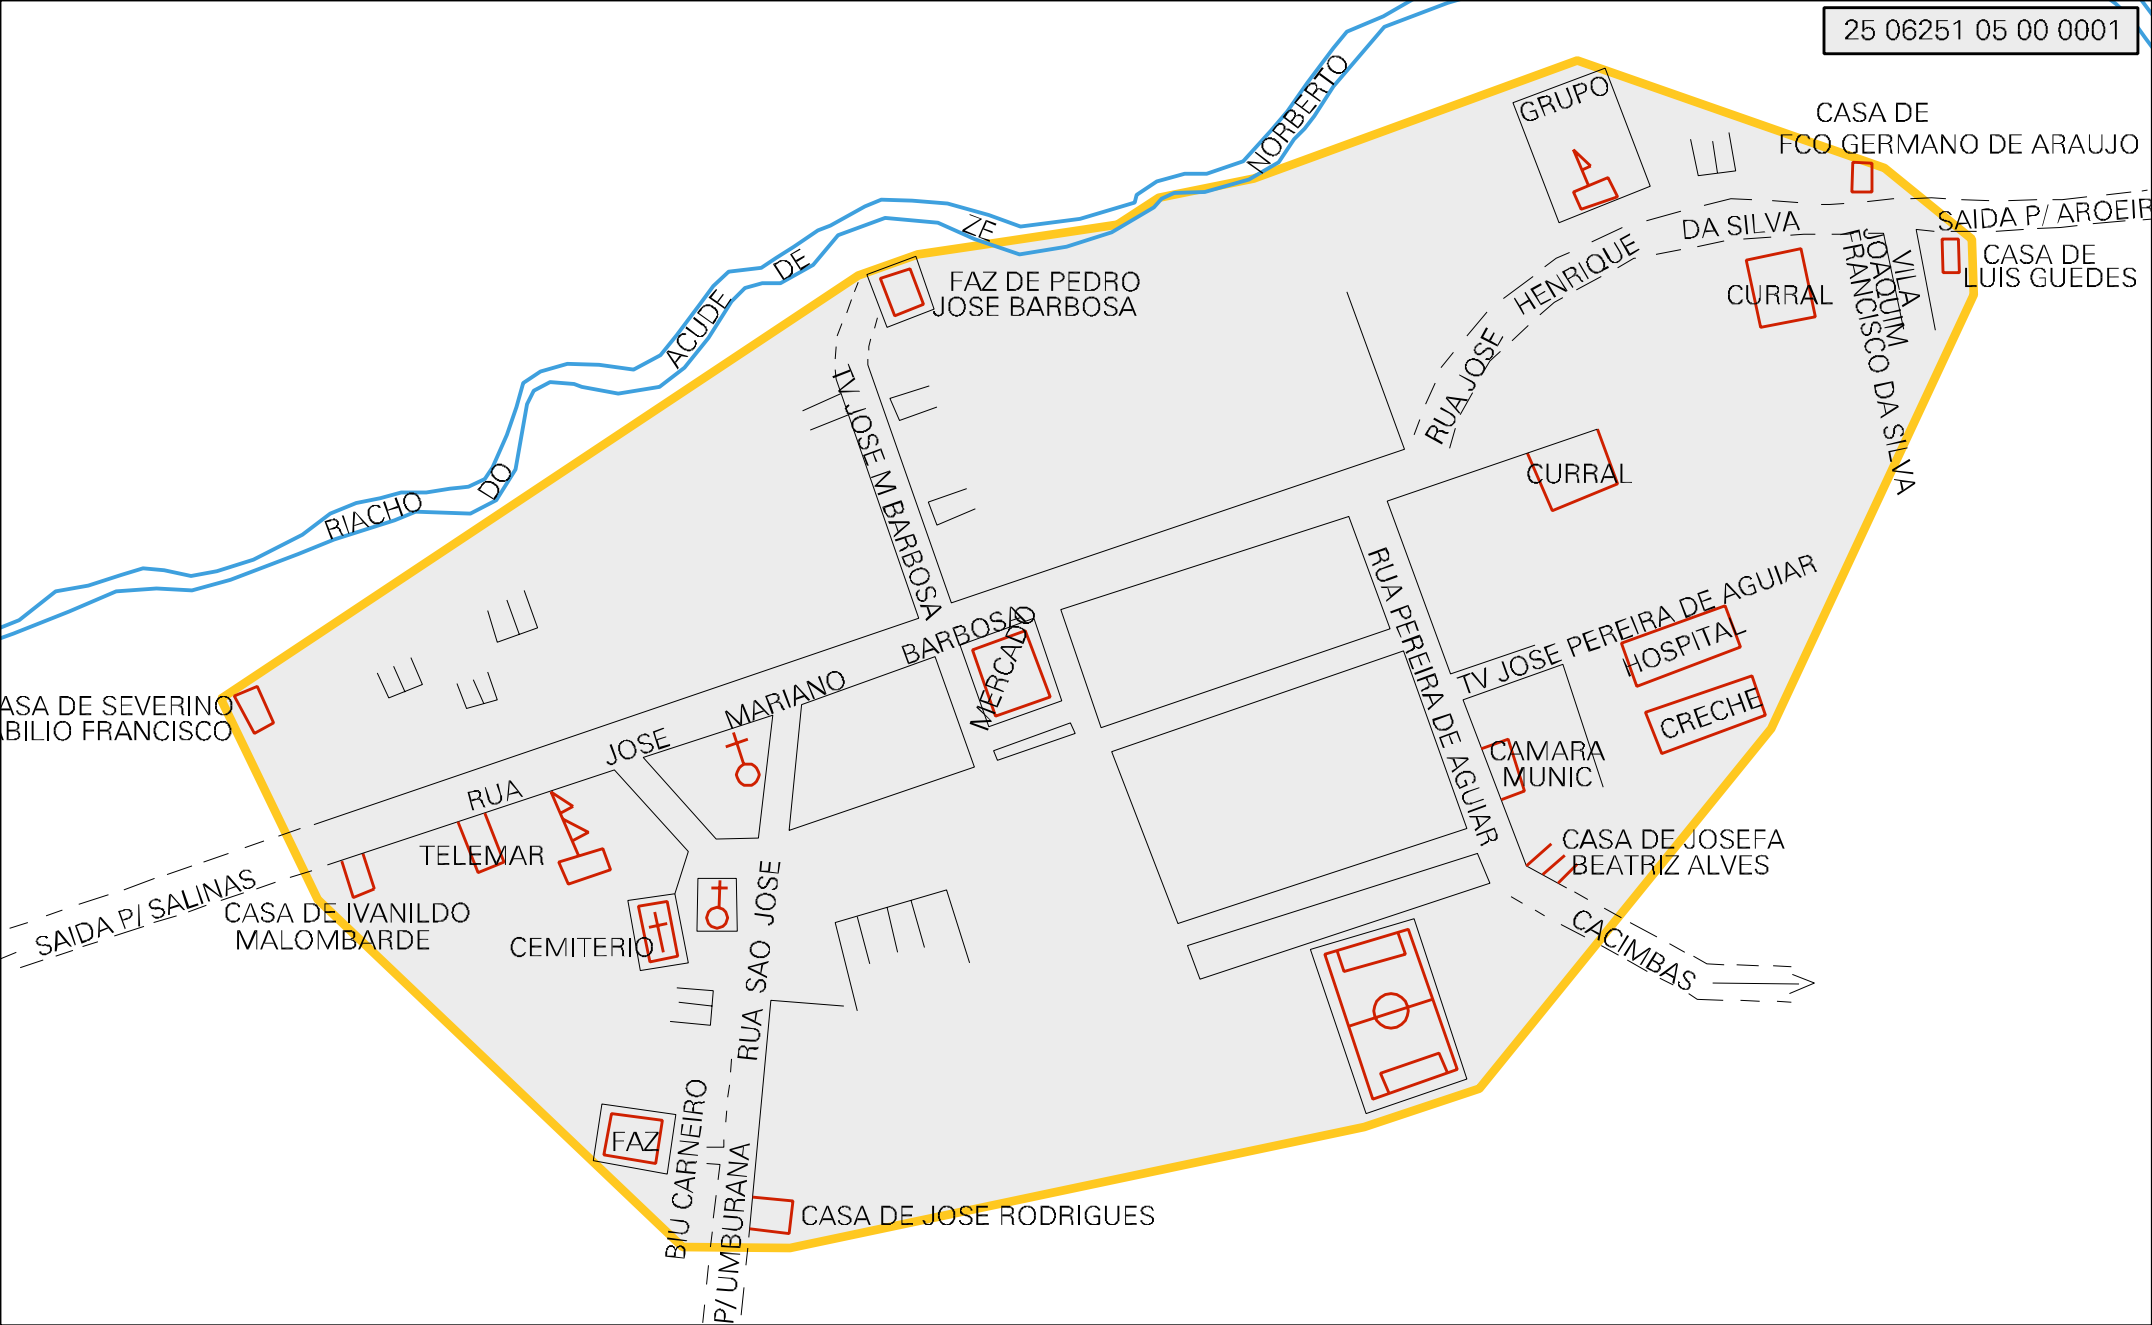 25 06251 05 00 0001
GRUPO
CASA DE
FCO GERMANO DE ARAUJO
SAIDA P/ AROEIR
CASA DE
LUIS GUEDES
VILA
JOAQUIM
FRANCISCO DA SILVA
CURRAL
RUA JOSE HENRIQUE DA SILVA
RIACHO DO ACUDE DE ZE NORBERTO
FAZ DE PEDRO
JOSE BARBOSA
TV JOSE M BARBOSA
CURRAL
RUA PEREIRA DE AGUIAR
TV JOSE PEREIRA DE AGUIAR
HOSPITAL
CRECHE
CAMARA
MUNIC
CASA DE JOSEFA
BEATRIZ ALVES
CACIMBAS
MERCADO
RUA JOSE MARIANO BARBOSA
ASA DE SEVERINO
ABILIO FRANCISCO
TELEMAR
SAIDA P/ SALINAS
CASA DE IVANILDO
MALOMBARDE
CEMITERIO
RUA SAO JOSE
FAZ
BIU CARNEIRO
P/ UMBURANA
CASA DE JOSE RODRIGUES